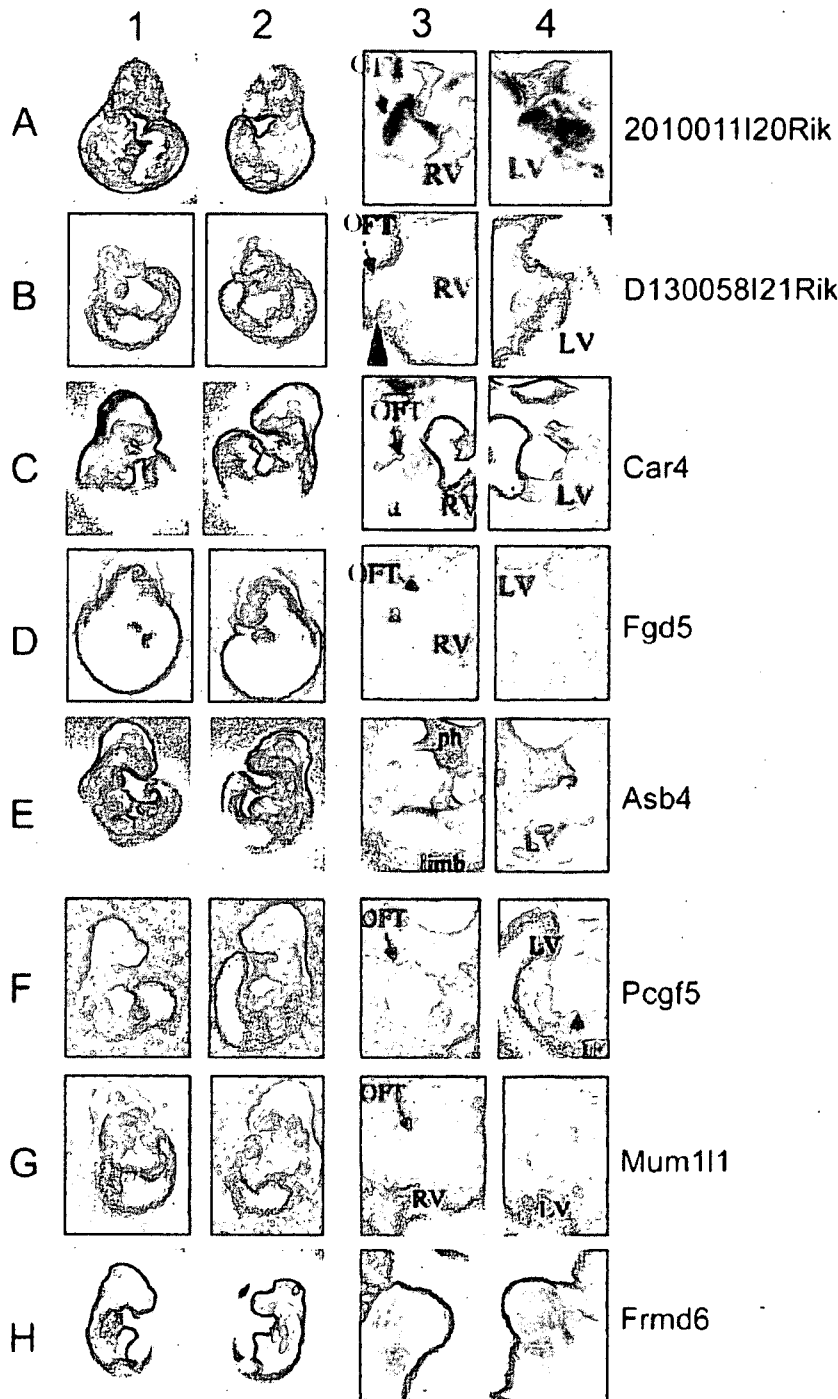 1 2 3 4
A OFT RV LV a 2010011I20Rik
B OFT RV LV D130058I21Rik
C OFT a RV LV Car4
D OFT a RV LV Fgd5
E ph limb LV Asb4
F OFT LV Pcgf5
G OFT RV LV Mum1l1
H Frmd6